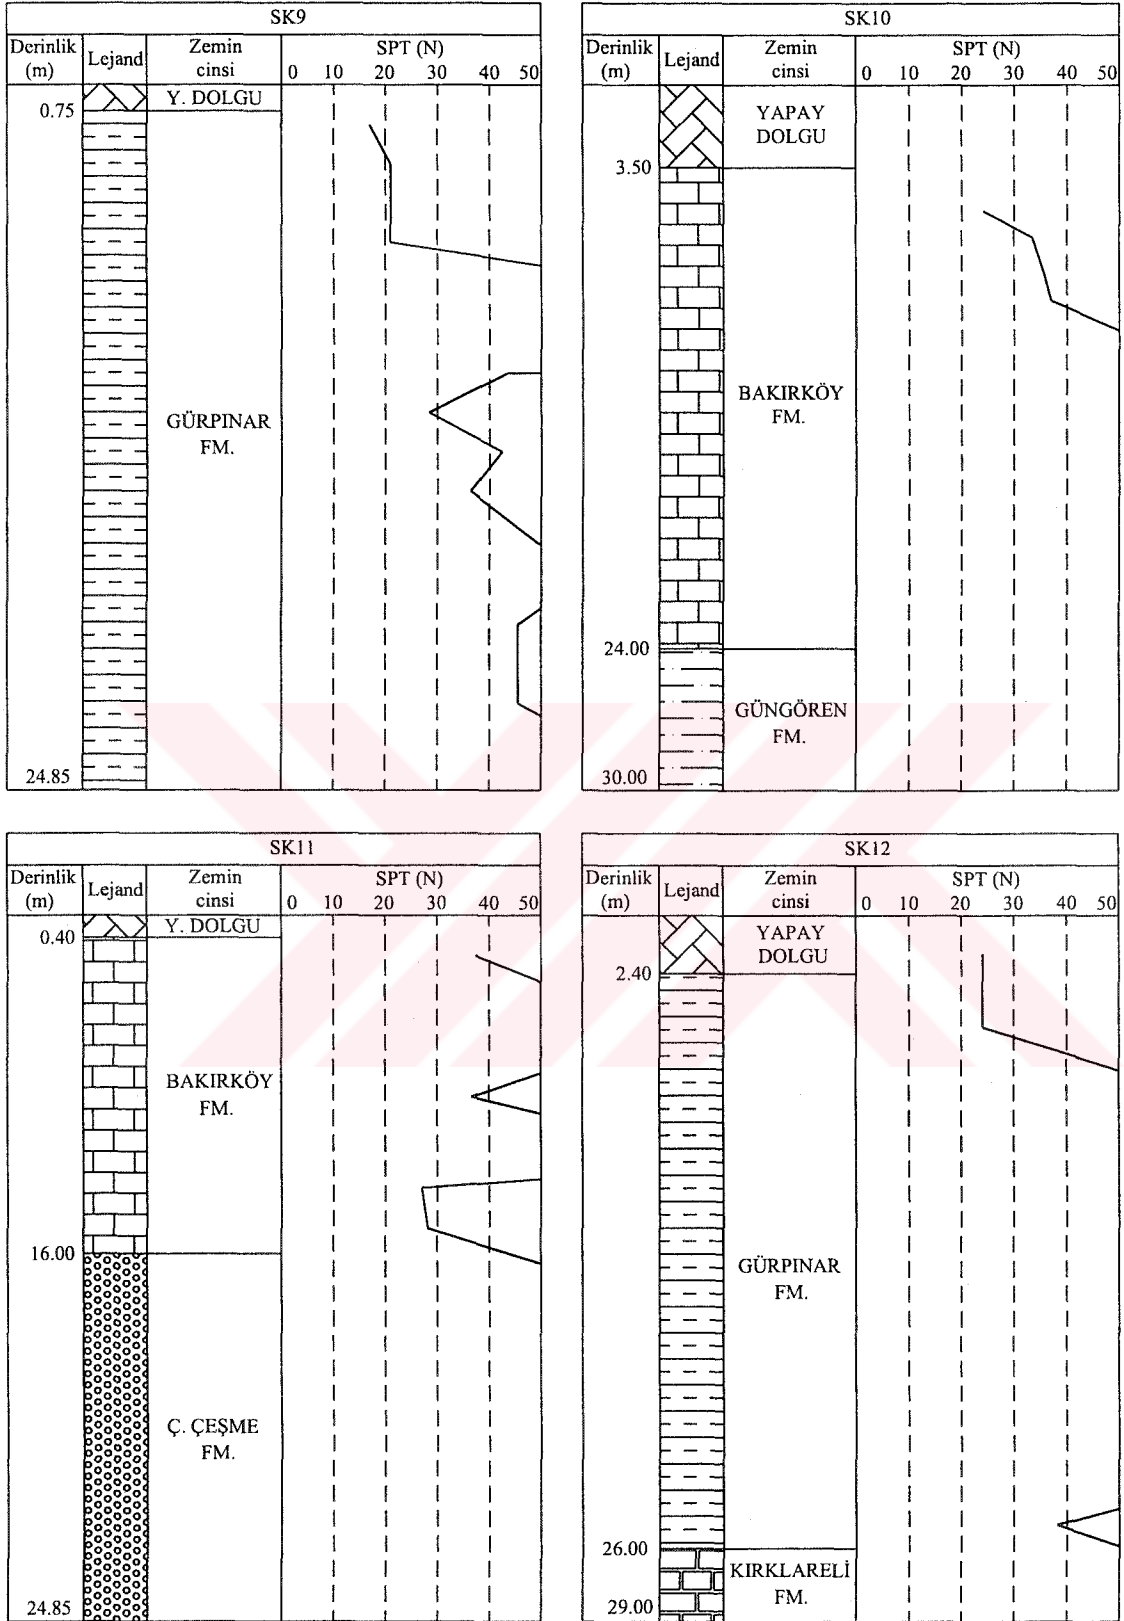 SK9
Derinlik (m) Lejand Zemin cinsi SPT (N)
0 10 20 30 40 50
Y. DOLGU
0.75
GÜRPINAR
FM.
24.85
SK10
Derinlik (m) Lejand Zemin cinsi SPT (N)
0 10 20 30 40 50
YAPAY
DOLGU
3.50
BAKIRKÖY
FM.
24.00
GÜNGÖREN
FM.
30.00
SK11
Derinlik (m) Lejand Zemin cinsi SPT (N)
0 10 20 30 40 50
Y. DOLGU
0.40
BAKIRKÖY
FM.
16.00
Ç. ÇEŞME
FM.
24.85
SK12
Derinlik (m) Lejand Zemin cinsi SPT (N)
0 10 20 30 40 50
YAPAY
DOLGU
2.40
GÜRPINAR
FM.
26.00
KIRKLARELİ
FM.
29.00